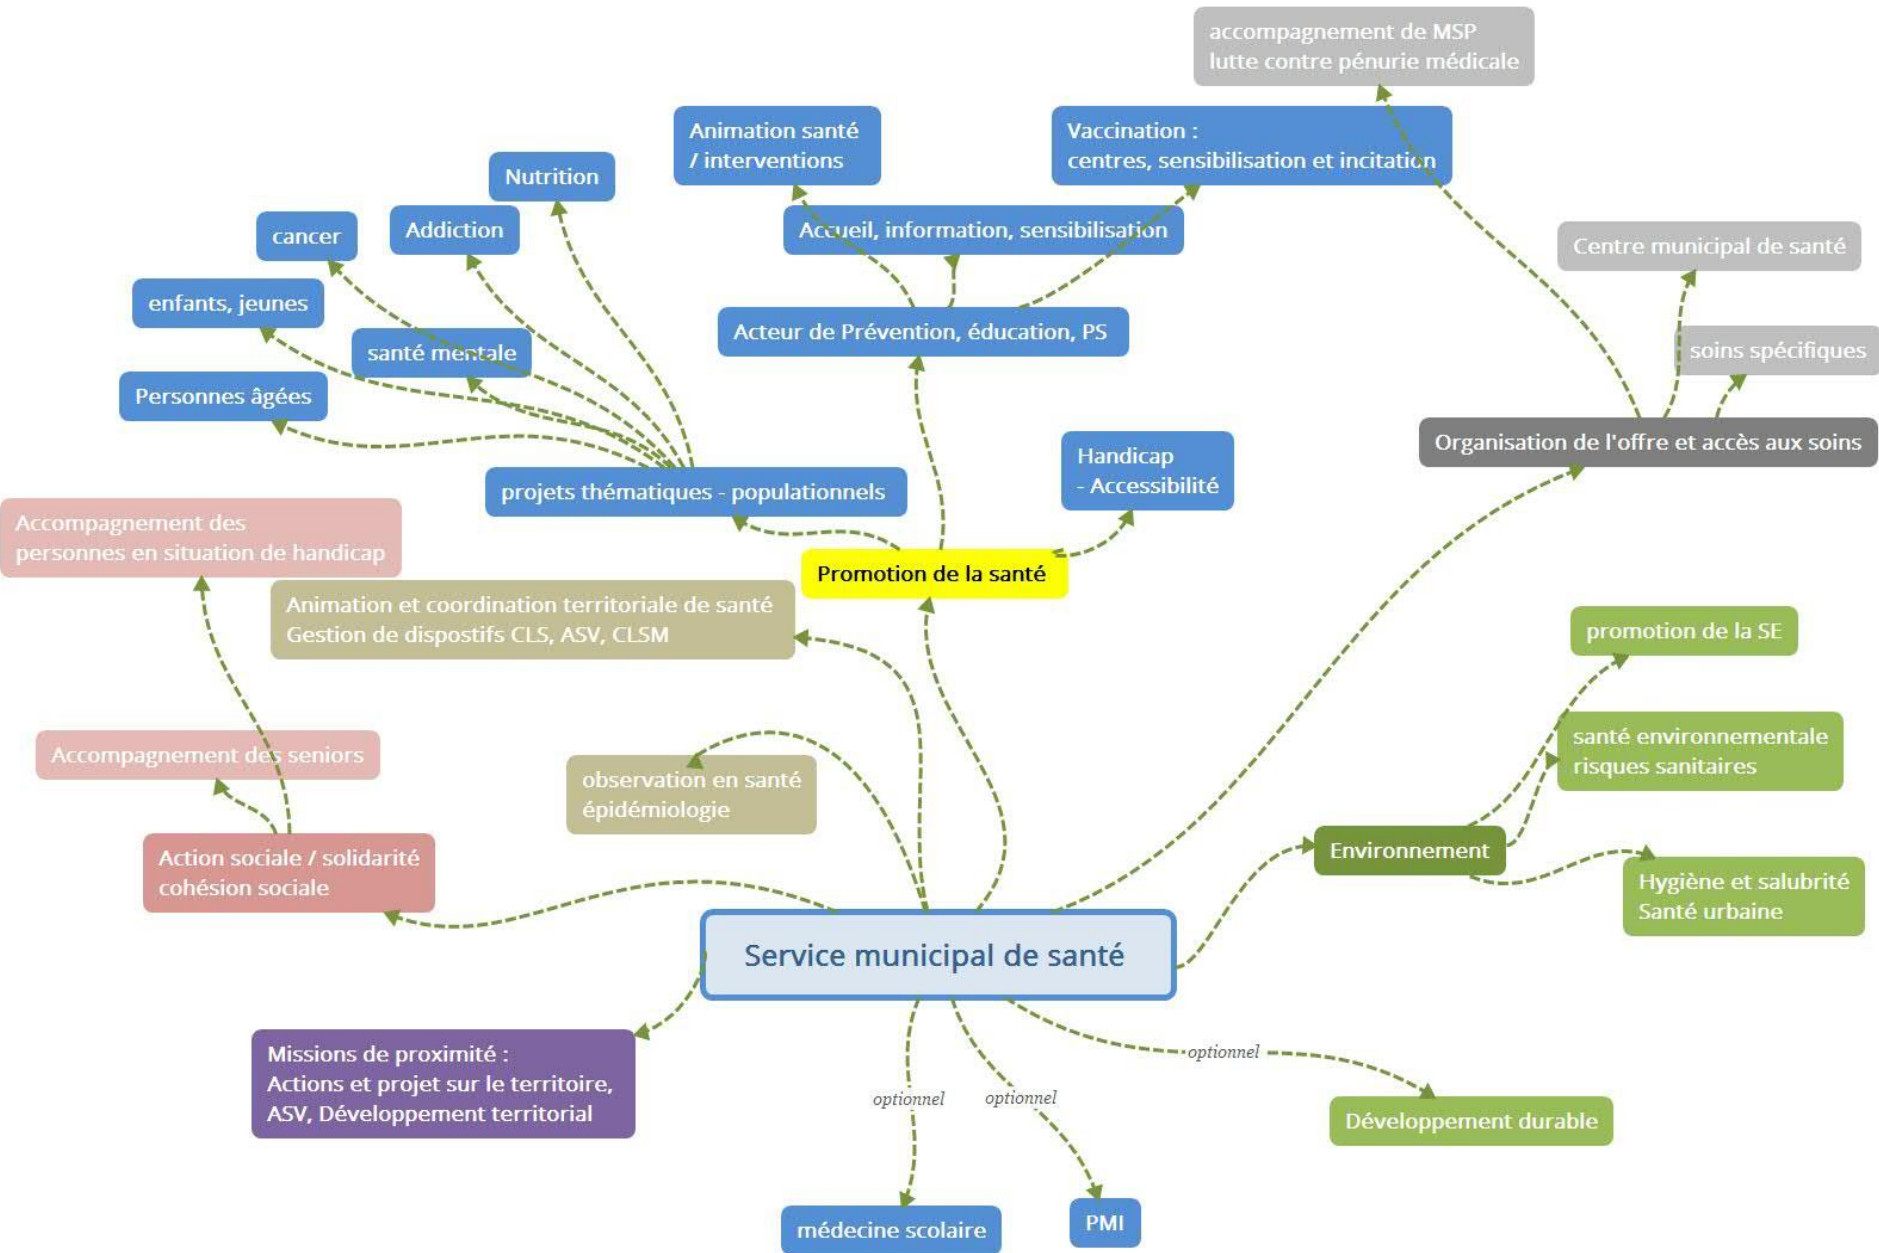 accompagnement de MSP
lutte contre pénurie médicale
Animation santé
/ interventions
Vaccination :
centres, sensibilisation et incitation
Nutrition
cancer
Addiction
Accueil, information, sensibilisation
Centre municipal de santé
enfants, jeunes
santé mentale
Acteur de Prévention, éducation, PS
soins spécifiques
Personnes âgées
Organisation de l'offre et accès aux soins
Handicap
- Accessibilité
projets thématiques - populationnels
Accompagnement des
personnes en situation de handicap
Promotion de la santé
Animation et coordination territoriale de santé
Gestion de dispostifs CLS, ASV, CLSM
promotion de la SE
santé environnementale
risques sanitaires
Accompagnement des seniors
observation en santé
épidémiologie
Environnement
Action sociale / solidarité
cohésion sociale
Hygiène et salubrité
Santé urbaine
Service municipal de santé
Missions de proximité :
Actions et projet sur le territoire,
ASV, Développement territorial
optionnel
optionnel
optionnel
Développement durable
médecine scolaire
PMI